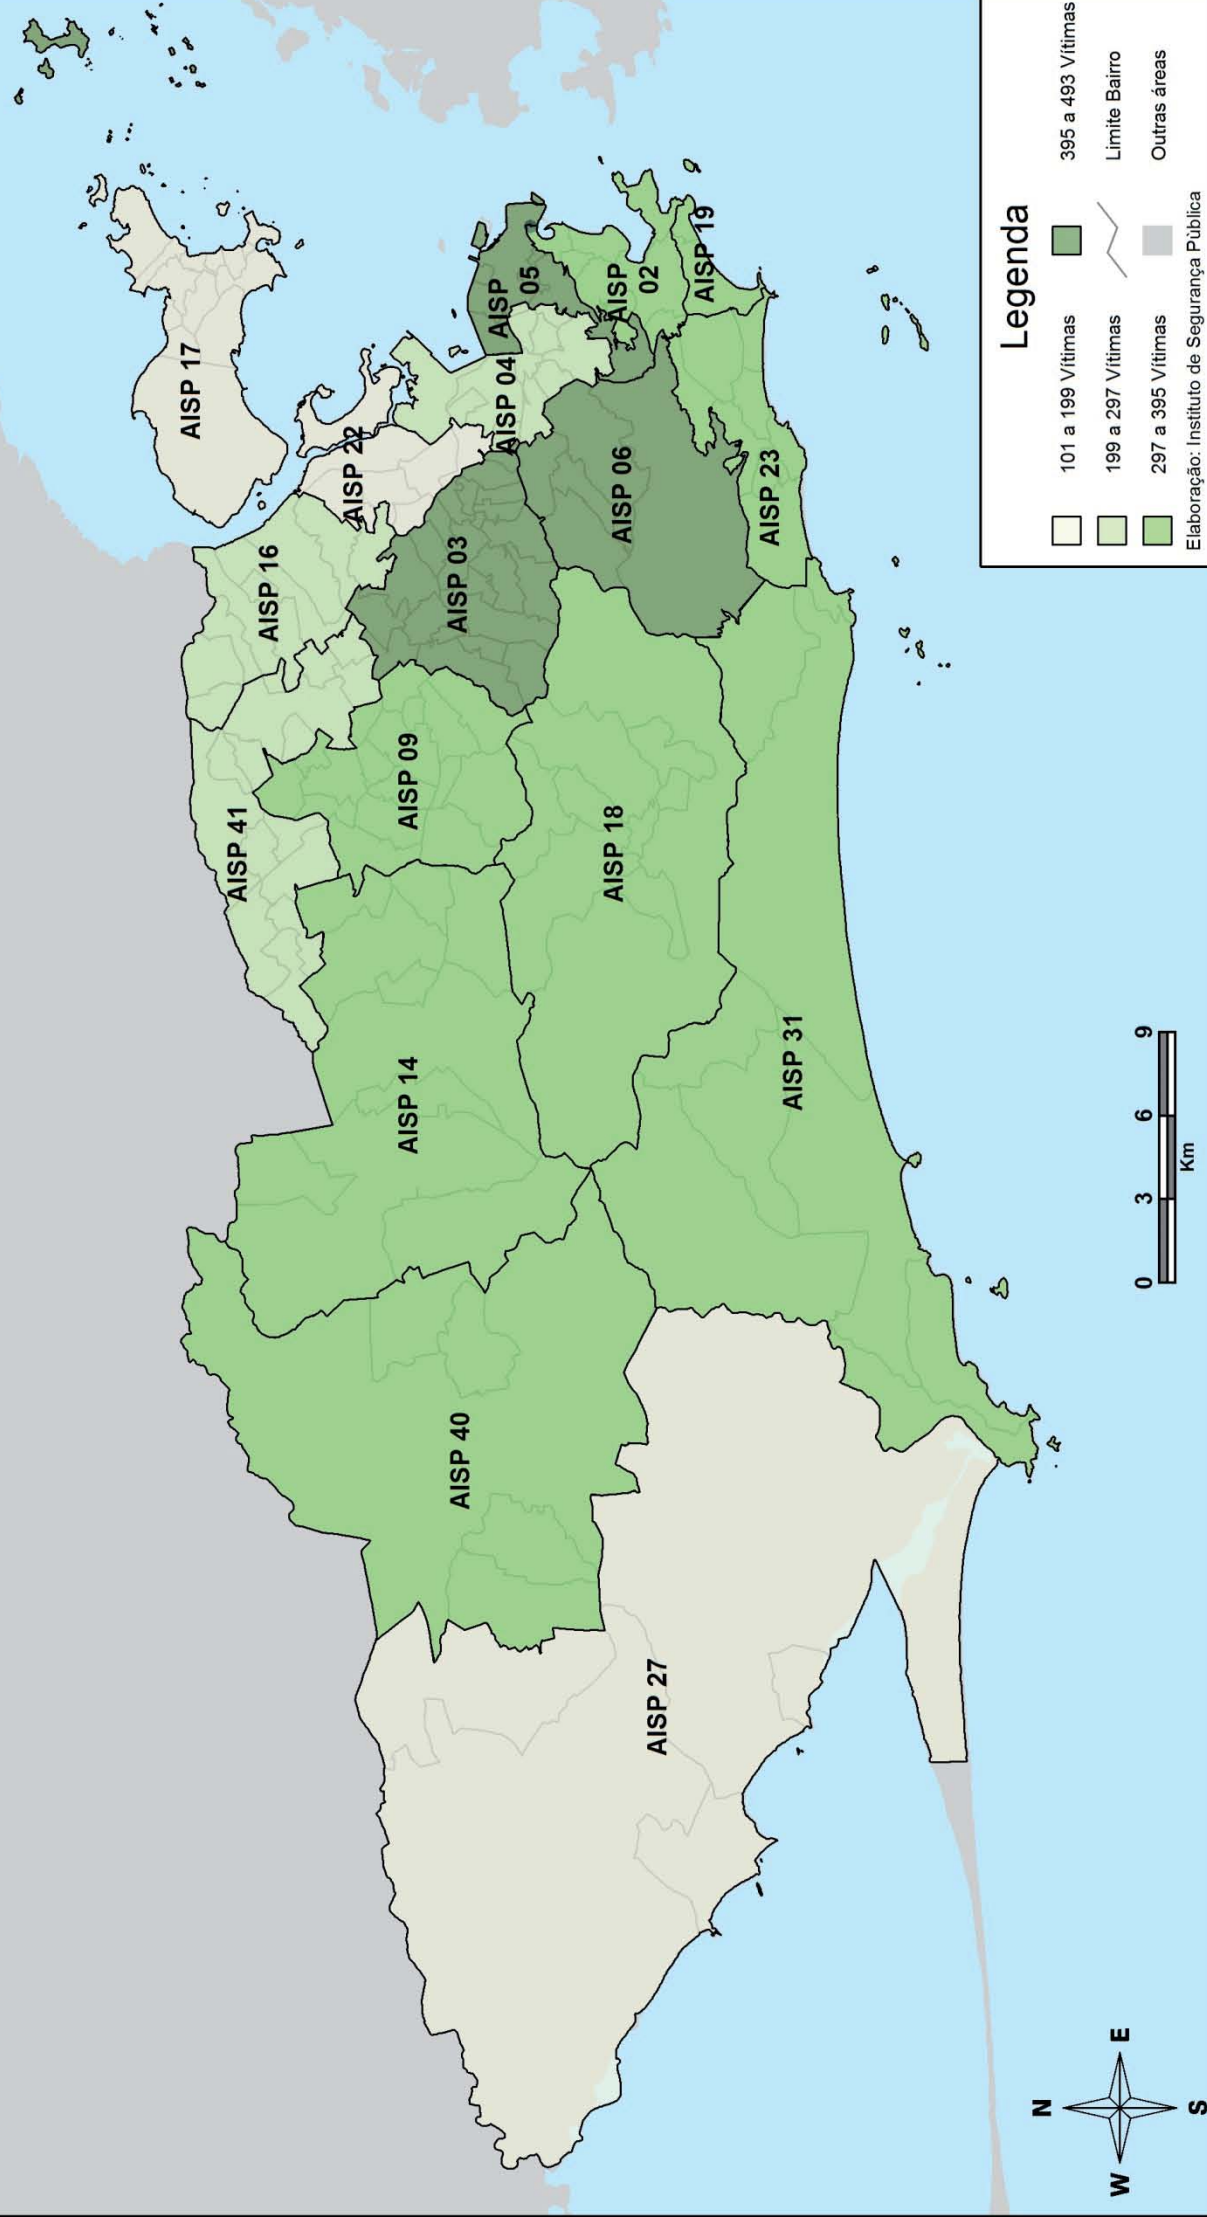 AISP 17
AISP 22
AISP 16
AISP 41
AISP 03
AISP 04
AISP
05
AISP 09
AISP 14
AISP 40
AISP 06
AISP
02
AISP 19
AISP 18
AISP 23
AISP 31
AISP 27
N
W
E
S
0
3
6
9
Km
Legenda
101 a 199 Vítimas
199 a 297 Vítimas
297 a 395 Vítimas
395 a 493 Vítimas
Limite Bairro
Outras áreas
Elaboração: Instituto de Segurança Pública